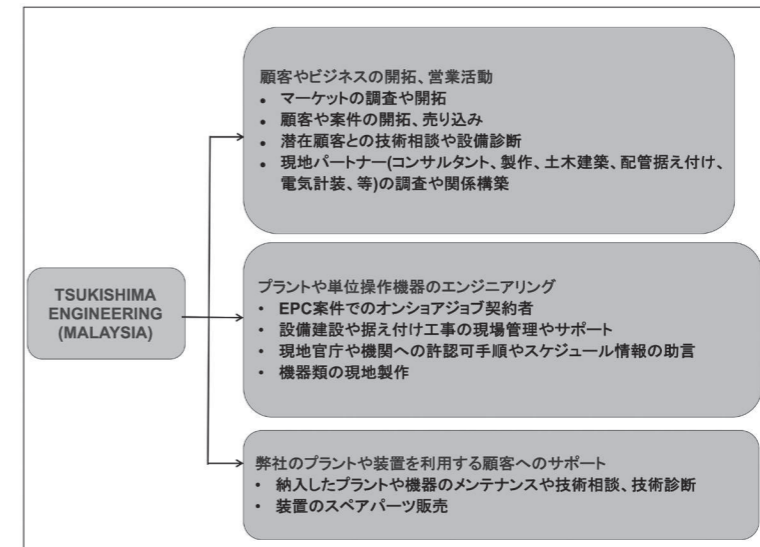 顧客やビジネスの開拓、営業活動
• マーケットの調査や開拓
• 顧客や案件の開拓、売り込み
• 潜在顧客との技術相談や設備診断
• 現地パートナー(コンサルタント、製作、土木建築、配管据え付け、
電気計装、等)の調査や関係構築
TSUKISHIMA
ENGINEERING
(MALAYSIA)
プラントや単位操作機器のエンジニアリング
• EPC案件でのオンショアジョブ契約者
• 設備建設や据え付け工事の現場管理やサポート
• 現地官庁や機関への許認可手順やスケジュール情報の助言
• 機器類の現地製作
弊社のプラントや装置を利用する顧客へのサポート
• 納入したプラントや機器のメンテナンスや技術相談、技術診断
• 装置のスペアパーツ販売